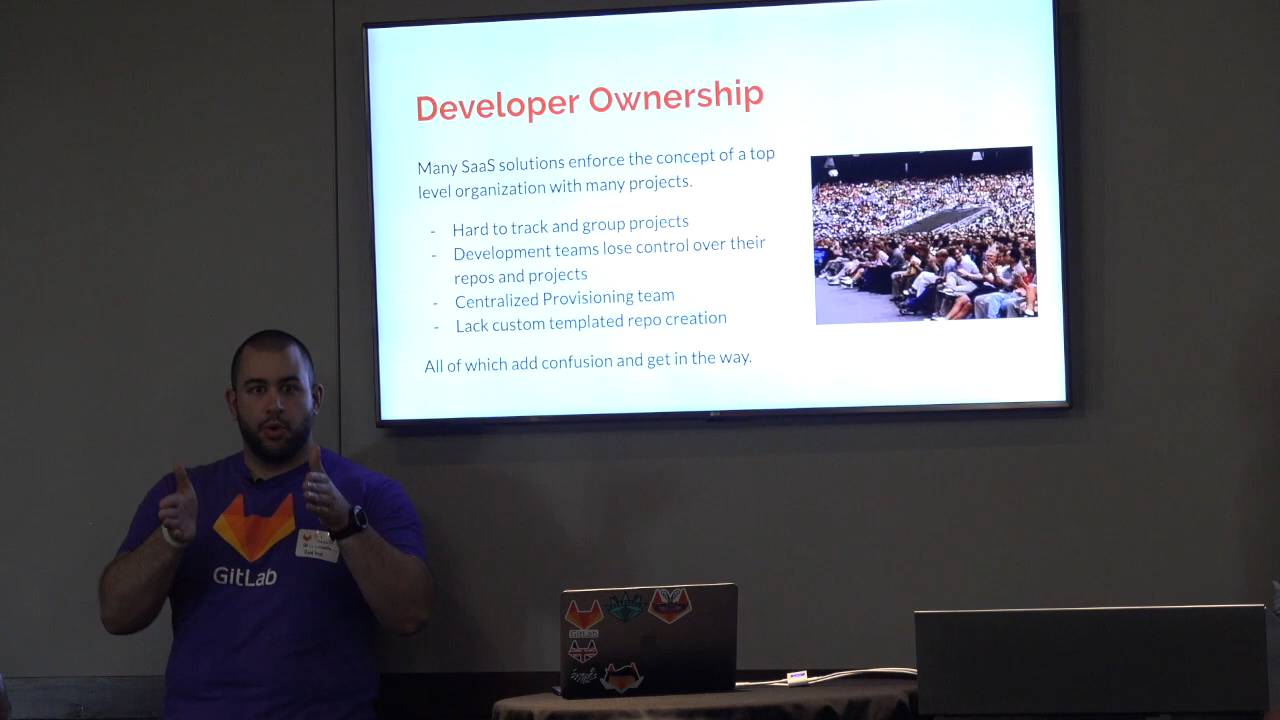 Developer Ownership
Many SaaS solutions enforce the concept of a top
level organization with many projects.
- Hard to track and group projects
- Development teams lose control over their
repos and projects
- Centralized Provisioning team
- Lack custom templated repo creation
All of which add confusion and get in the way.
LG
GitLab